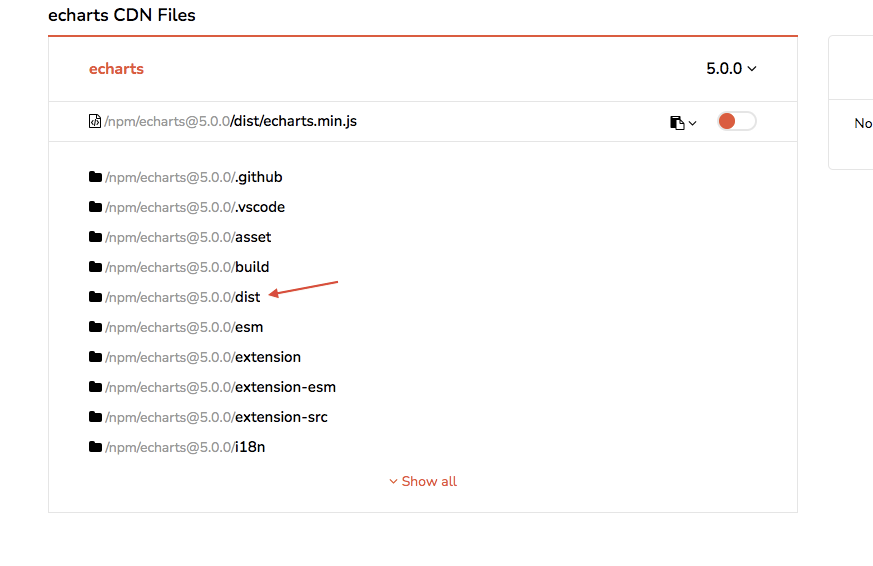 echarts CDN Files
echarts
5.0.0
/npm/echarts@5.0.0/dist/echarts.min.js
No
/npm/echarts@5.0.0/.github
/npm/echarts@5.0.0/.vscode
/npm/echarts@5.0.0/asset
/npm/echarts@5.0.0/build
/npm/echarts@5.0.0/dist
/npm/echarts@5.0.0/esm
/npm/echarts@5.0.0/extension
/npm/echarts@5.0.0/extension-esm
/npm/echarts@5.0.0/extension-src
/npm/echarts@5.0.0/i18n
Show all